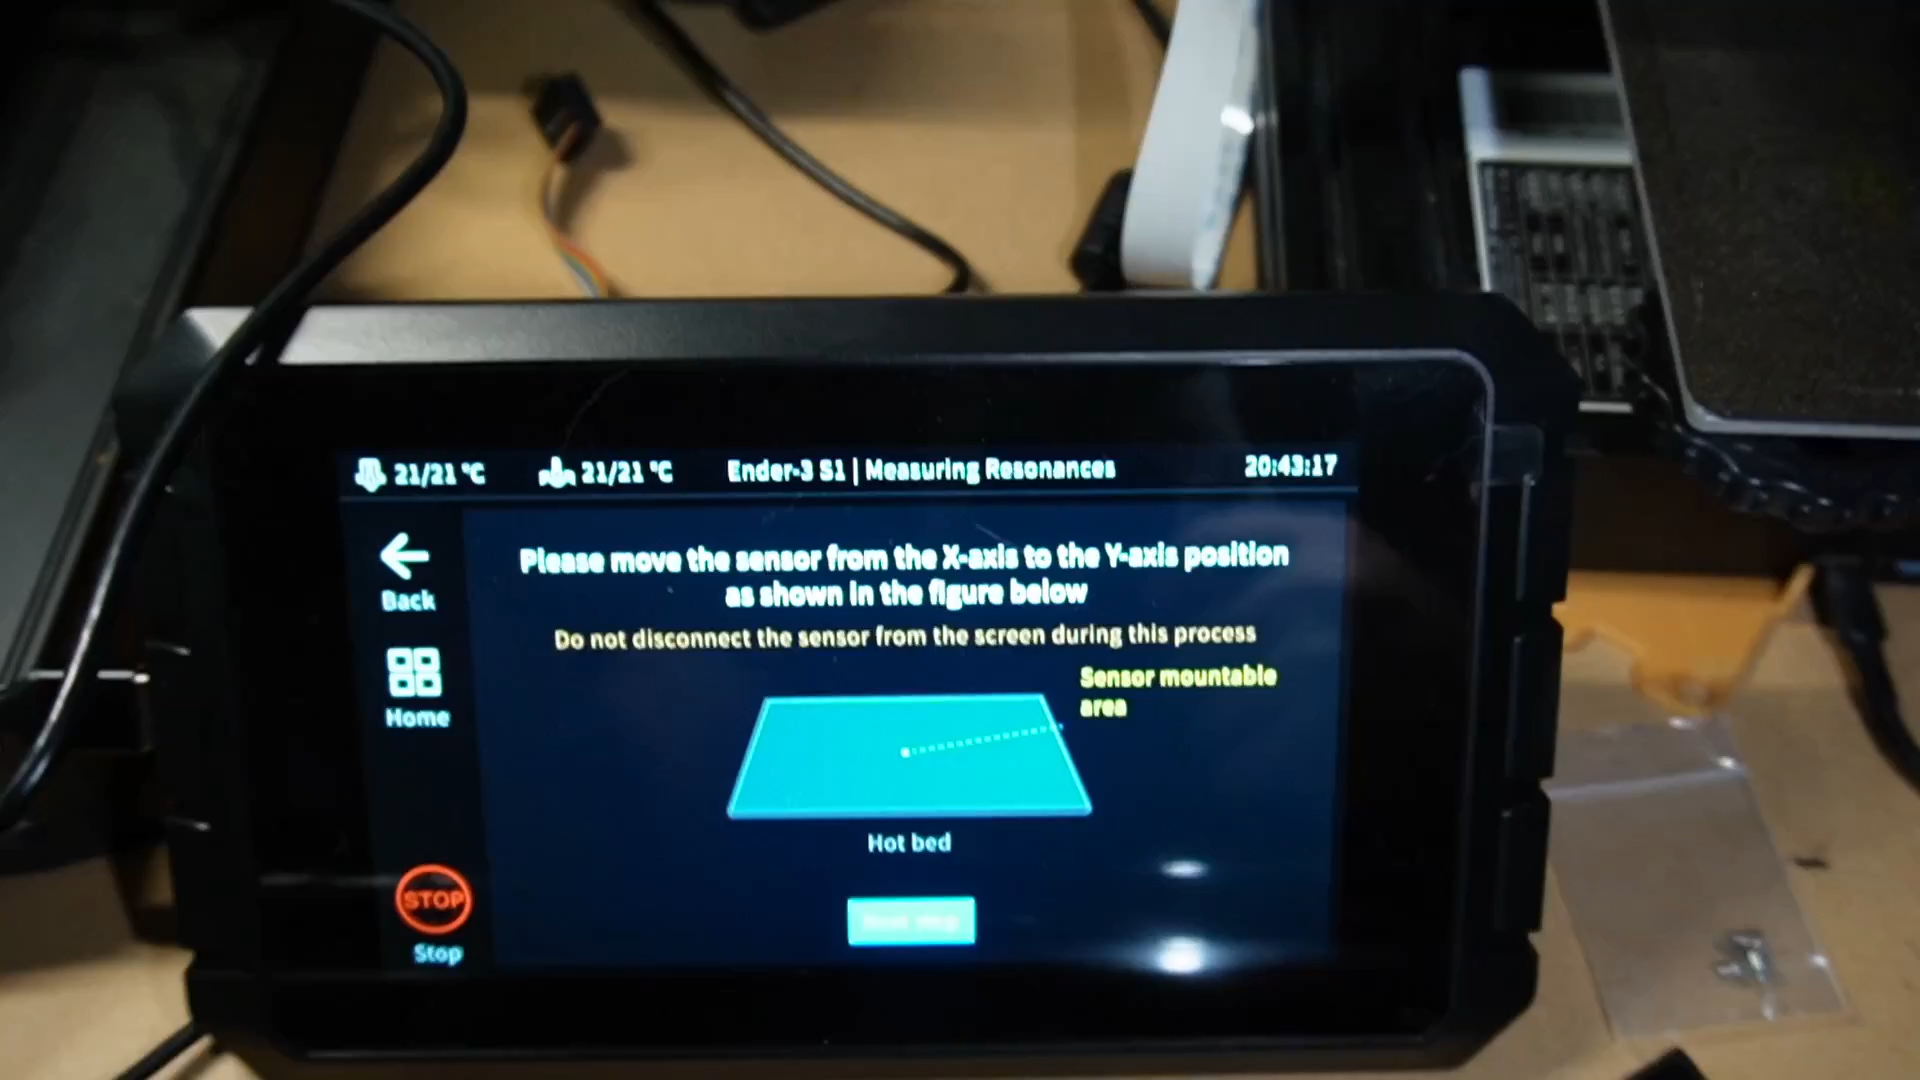 21/21 °C 21/21 °C Ender-3 S1 | Measuring Resonances 20:43:17
Back
Home
STOP
Stop
Please move the sensor from the X-axis to the Y-axis position
as shown in the figure below
Do not disconnect the sensor from the screen during this process
Sensor mountable
area
Hot bed